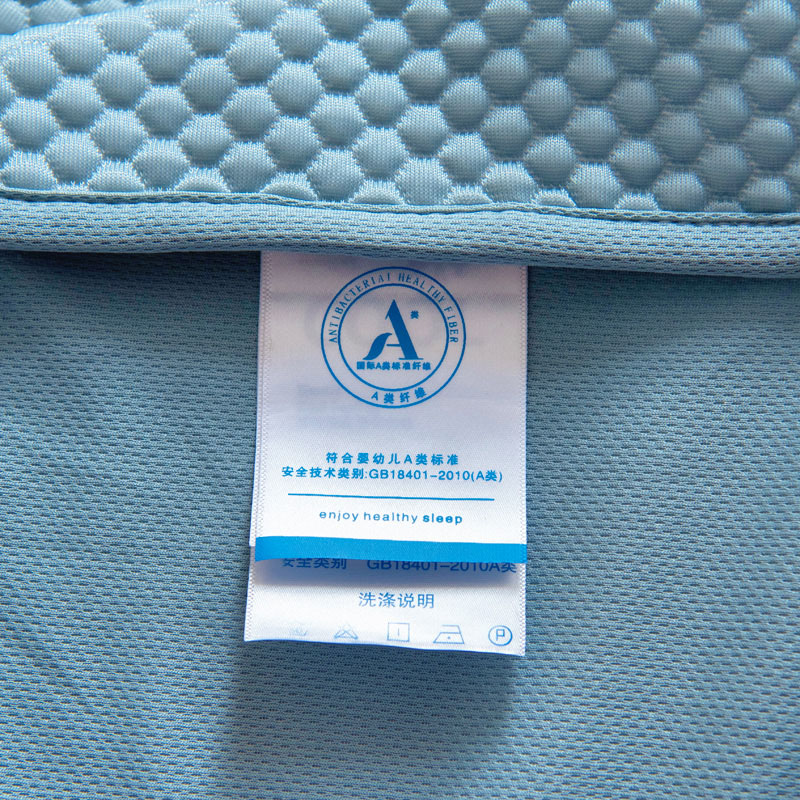 ANTIBACTERIAL HEALTHY FIBER
A类
国际A类标准纤维
A类纤维
符合婴幼儿A类标准
安全技术类别:GB18401-2010(A类)
enjoy healthy sleep
安全类别 GB18401-2010A类
洗涤说明
P